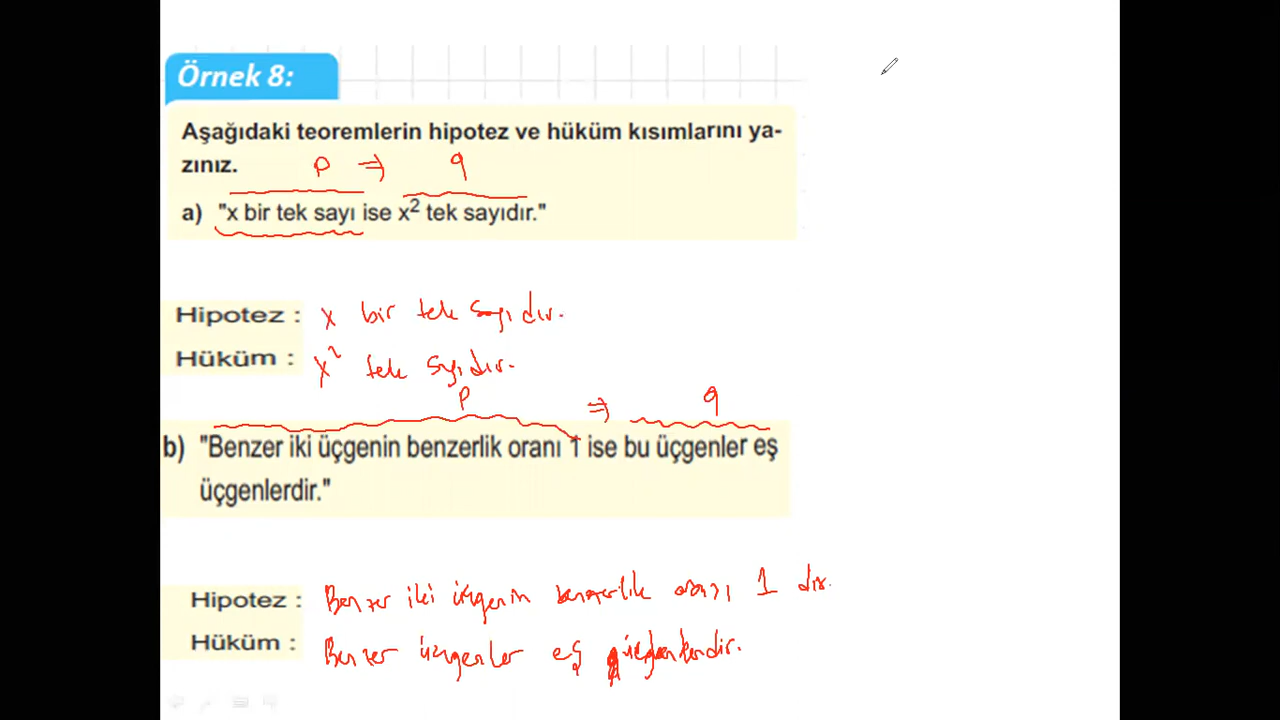 Örnek 8:
Aşağıdaki teoremlerin hipotez ve hüküm kısımlarını ya-
zınız.
p ⇒ q
a) "x bir tek sayı ise x² tek sayıdır."
Hipotez : x bir tek sayıdır.
Hüküm : x² tek sayıdır.
p ⇒ q
b) "Benzer iki üçgenin benzerlik oranı 1 ise bu üçgenler eş
üçgenlerdir."
Hipotez : Benzer iki üçgenin benzerlik oranı 1 dir.
Hüküm : Benzer üçgenler eş üçgenlerdir.